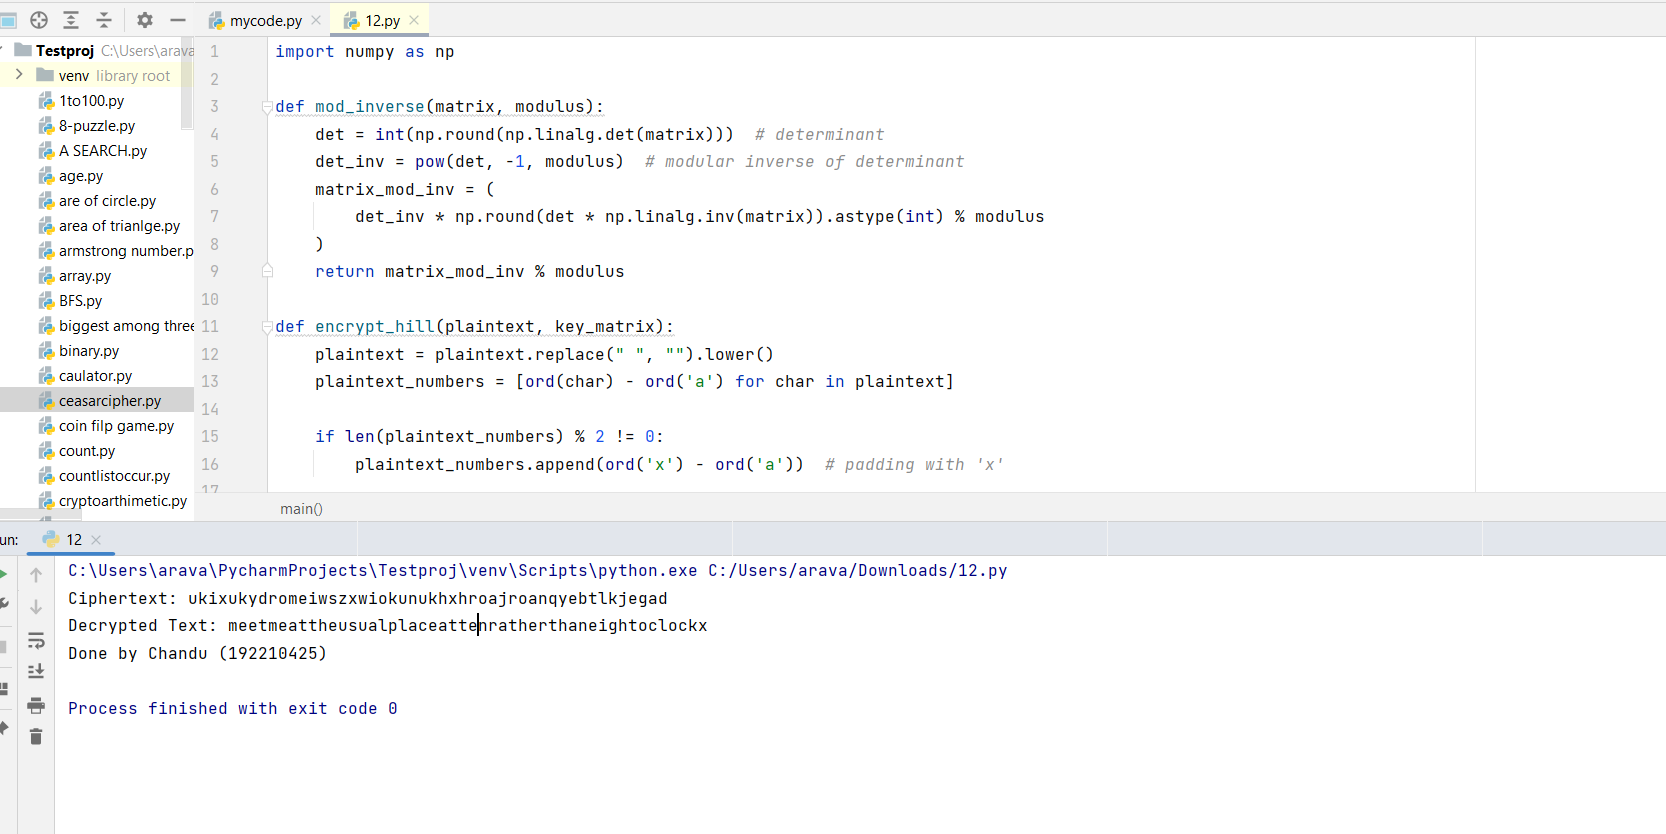 mycode.py
12.py
Testproj C:\Users\arava
venv library root
1to100.py
8-puzzle.py
A SEARCH.py
age.py
are of circle.py
area of trianlge.py
armstrong number.p
array.py
BFS.py
biggest among three
binary.py
caulator.py
ceasarcipher.py
coin filp game.py
count.py
countlistoccur.py
cryptoarthimetic.py
1 import numpy as np
2
3 def mod_inverse(matrix, modulus):
4     det = int(np.round(np.linalg.det(matrix)))  # determinant
5     det_inv = pow(det, -1, modulus)  # modular inverse of determinant
6     matrix_mod_inv = (
7         det_inv * np.round(det * np.linalg.inv(matrix)).astype(int) % modulus
8     )
9     return matrix_mod_inv % modulus
10
11 def encrypt_hill(plaintext, key_matrix):
12     plaintext = plaintext.replace(" ", "").lower()
13     plaintext_numbers = [ord(char) - ord('a') for char in plaintext]
14
15     if len(plaintext_numbers) % 2 != 0:
16         plaintext_numbers.append(ord('x') - ord('a'))  # padding with 'x'
17
main()
un:
12
C:\Users\arava\PycharmProjects\Testproj\venv\Scripts\python.exe C:/Users/arava/Downloads/12.py
Ciphertext: ukixukydromeiwszxwiokunukhxhroajroanqyebtlkjegad
Decrypted Text: meetmeattheusualplaceattenratherthaneightoclockx
Done by Chandu (192210425)
Process finished with exit code 0